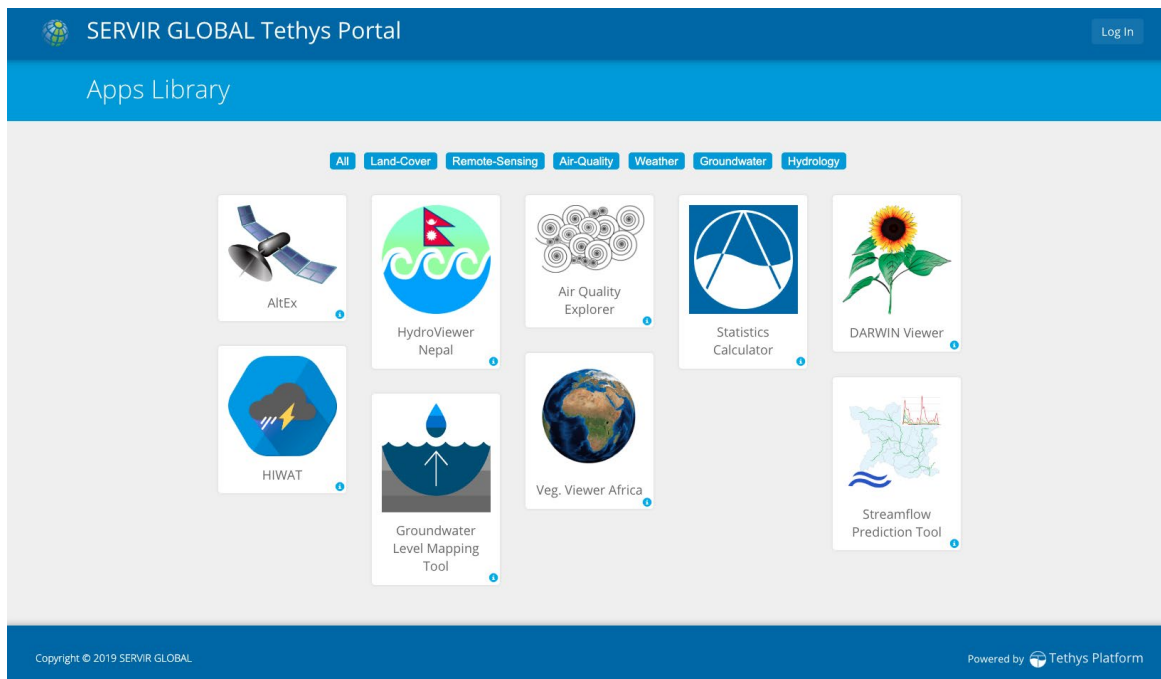 SERVIR GLOBAL Tethys Portal
Log In
Apps Library
All
Land-Cover
Remote-Sensing
Air-Quality
Weather
Groundwater
Hydrology
AltEx
HydroViewer
Nepal
Air Quality
Explorer
Statistics
Calculator
DARWIN Viewer
HIWAT
Groundwater
Level Mapping
Tool
Veg. Viewer Africa
Streamflow
Prediction Tool
Copyright © 2019 SERVIR GLOBAL
Powered by Tethys Platform